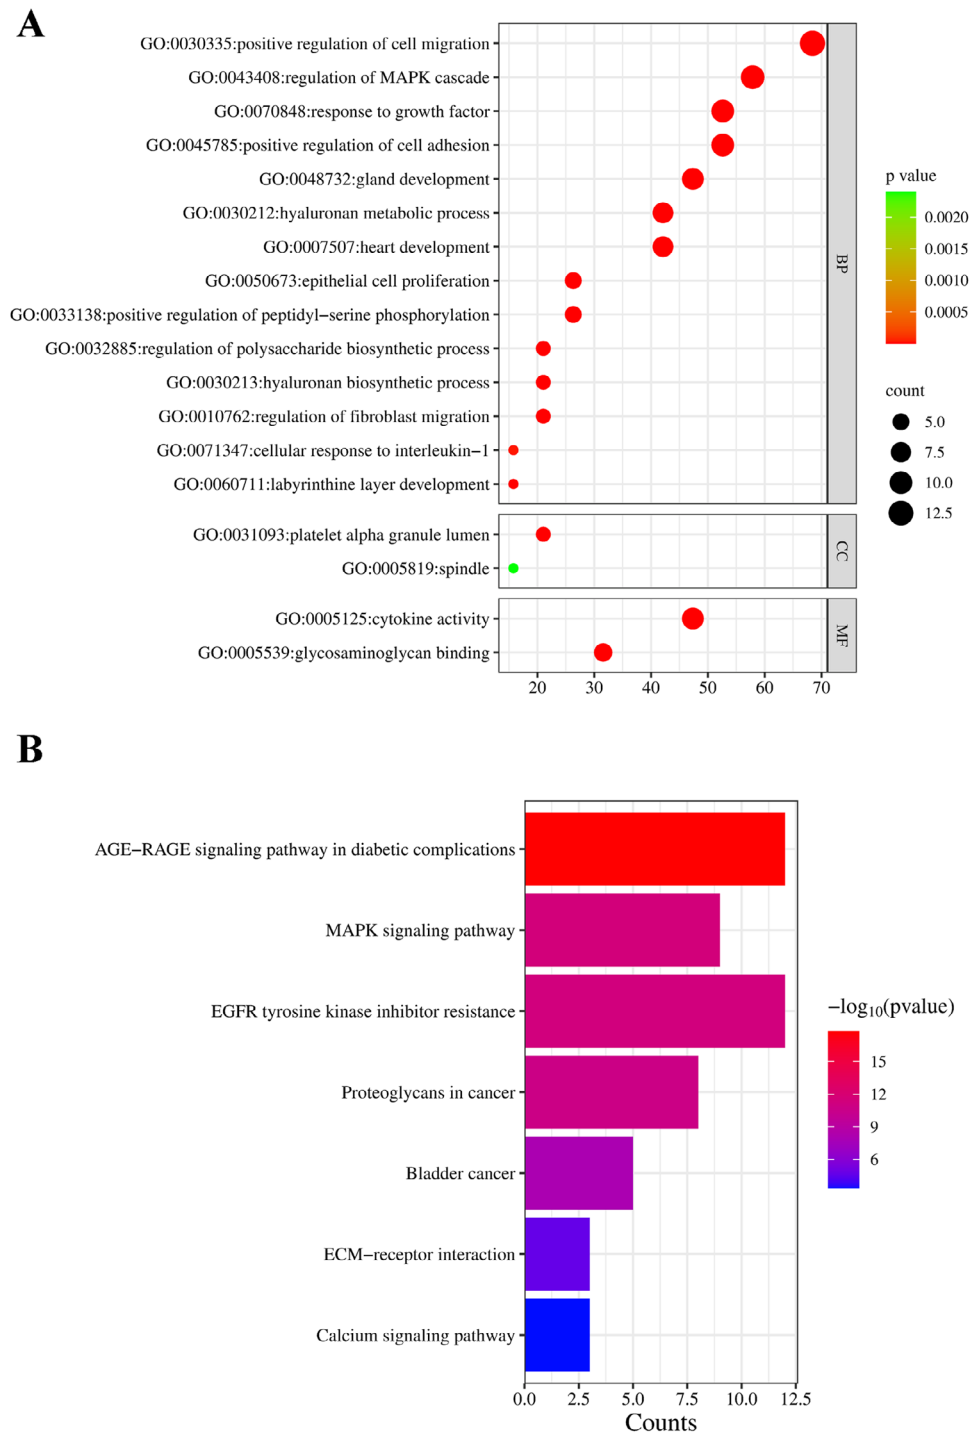 A
GO:0030335:positive regulation of cell migration
GO:0043408:regulation of MAPK cascade
GO:0070848:response to growth factor
GO:0045785:positive regulation of cell adhesion
GO:0048732:gland development
GO:0030212:hyaluronan metabolic process
GO:0007507:heart development
GO:0050673:epithelial cell proliferation
GO:0033138:positive regulation of peptidyl−serine phosphorylation
GO:0032885:regulation of polysaccharide biosynthetic process
GO:0030213:hyaluronan biosynthetic process
GO:0010762:regulation of fibroblast migration
GO:0071347:cellular response to interleukin−1
GO:0060711:labyrinthine layer development
BP
GO:0031093:platelet alpha granule lumen
GO:0005819:spindle
CC
GO:0005125:cytokine activity
GO:0005539:glycosaminoglycan binding
MF
20 30 40 50 60 70
p value
0.0020
0.0015
0.0010
0.0005
count
5.0
7.5
10.0
12.5
B
AGE−RAGE signaling pathway in diabetic complications
MAPK signaling pathway
EGFR tyrosine kinase inhibitor resistance
Proteoglycans in cancer
Bladder cancer
ECM−receptor interaction
Calcium signaling pathway
0.0 2.5 5.0 7.5 10.0 12.5
Counts
−log₁₀(pvalue)
15
12
9
6